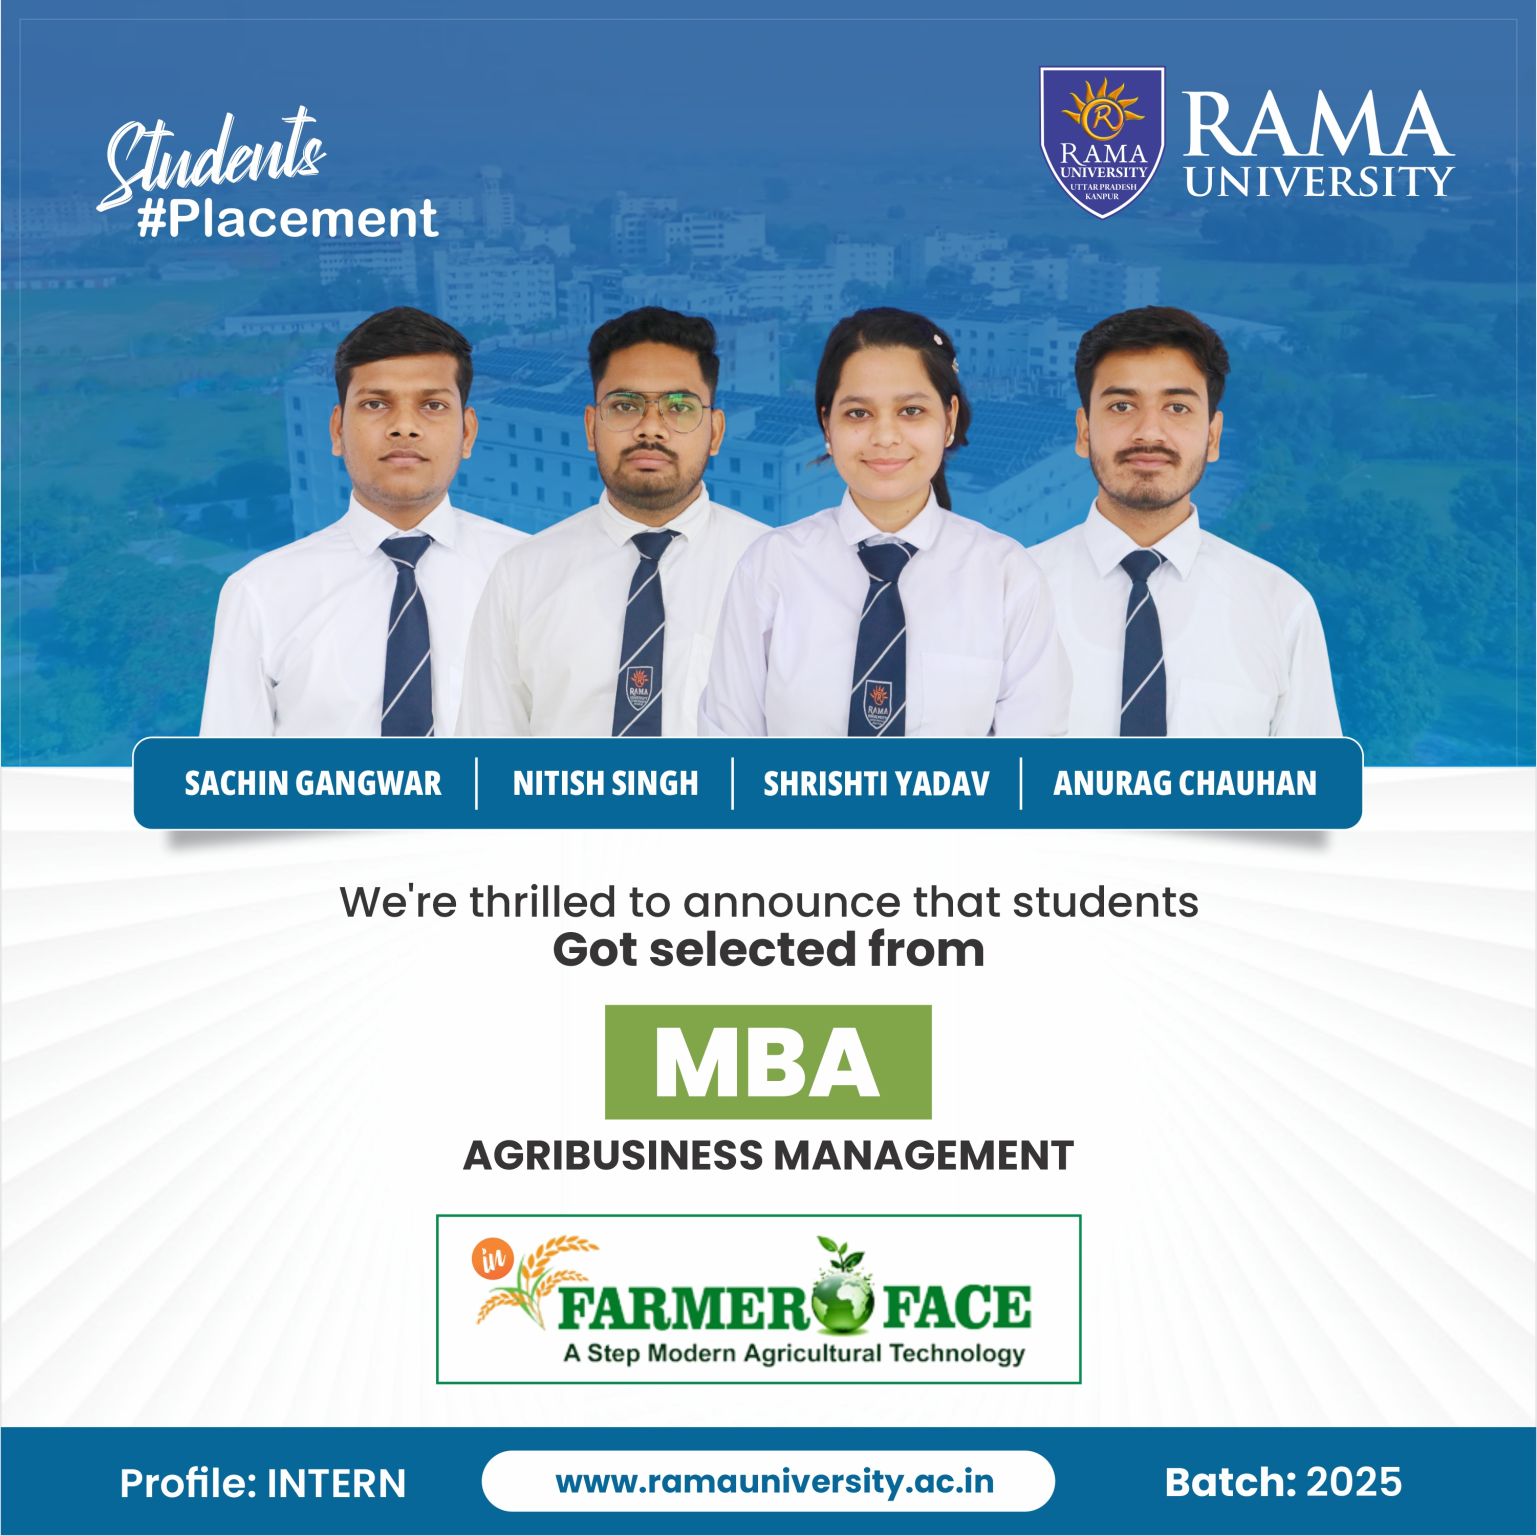 Students
#Placement
RAMA
UNIVERSITY
UTTAR PRADESH
KANPUR
RAMA
UNIVERSITY
RAMA
RAMA
SACHIN GANGWAR
NITISH SINGH
SHRISHTI YADAV
ANURAG CHAUHAN
We're thrilled to announce that students
Got selected from
MBA
AGRIBUSINESS MANAGEMENT
in
FARMER FACE
A Step Modern Agricultural Technology
Profile: INTERN
www.ramauniversity.ac.in
Batch: 2025